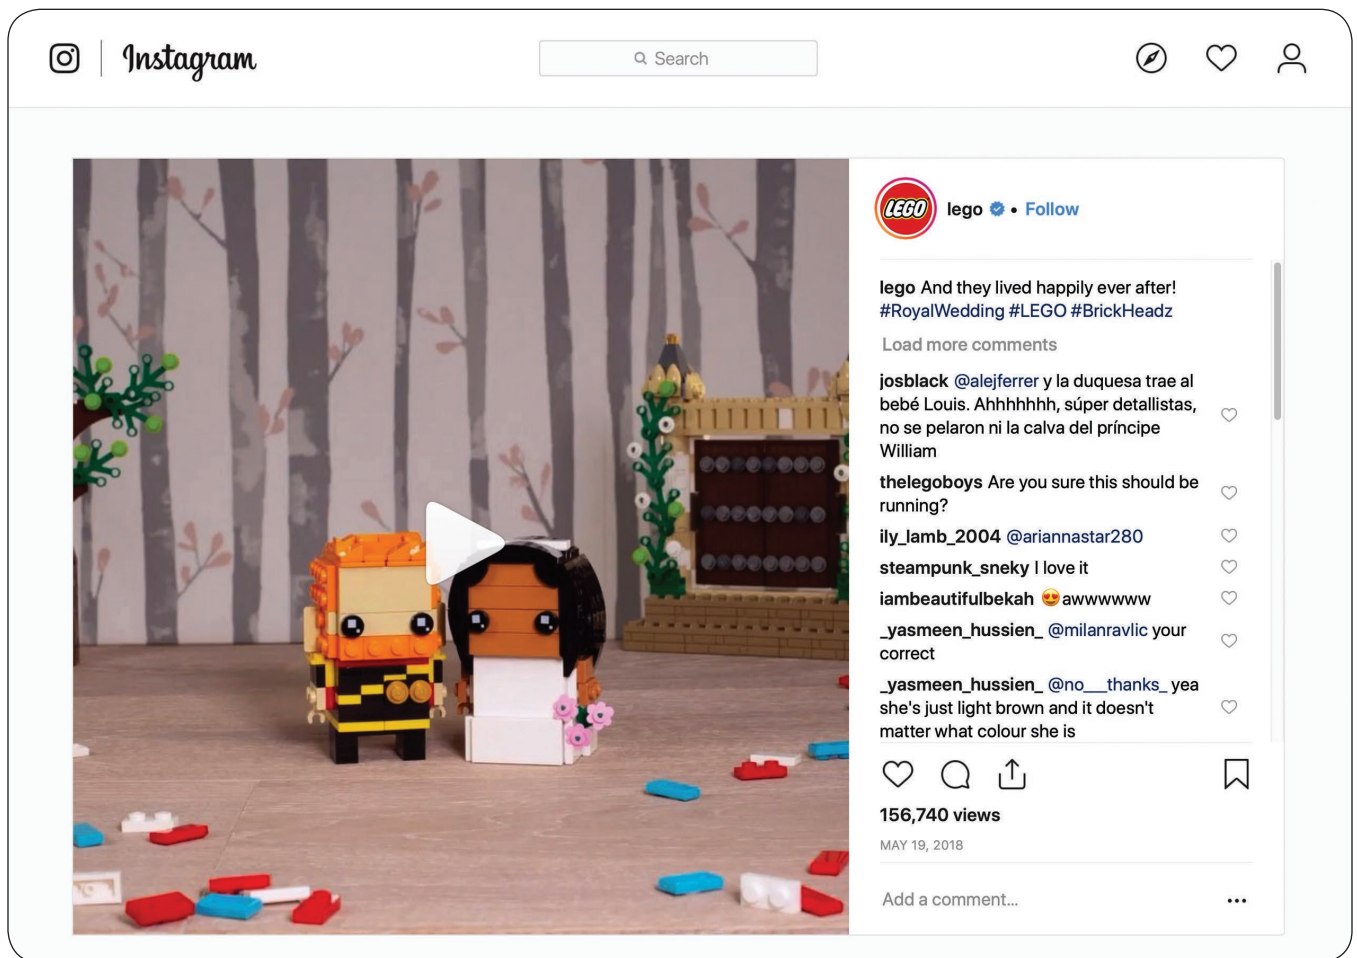 Instagram
Search
LEGO
lego • Follow
lego And they lived happily ever after!
#RoyalWedding #LEGO #BrickHeadz
Load more comments
josblack @alejferrer y la duquesa trae al
bebé Louis. Ahhhhhhh, súper detallistas,
no se pelaron ni la calva del príncipe
William
thelegoboys Are you sure this should be
running?
ily_lamb_2004 @ariannastar280
steampunk_sneky I love it
iambeautifulbekah 😍awwwwww
_yasmeen_hussien_ @milanravlic your
correct
_yasmeen_hussien_ @no___thanks_ yea
she's just light brown and it doesn't
matter what colour she is
156,740 views
MAY 19, 2018
Add a comment...